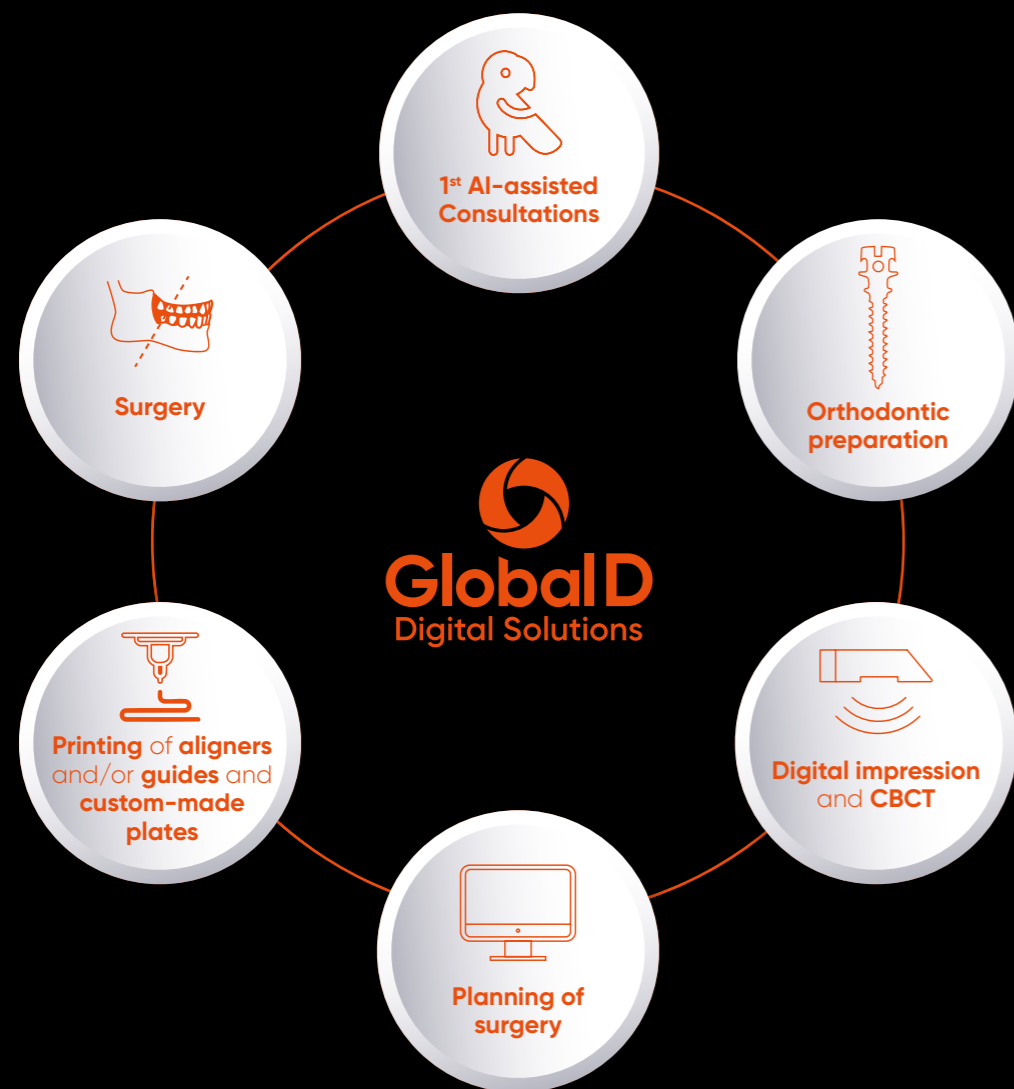 1st AI-assisted
Consultations
Orthodontic
preparation
Digital impression
and CBCT
Planning of
surgery
Printing of aligners
and/or guides and
custom-made
plates
Surgery
Global D
Digital Solutions